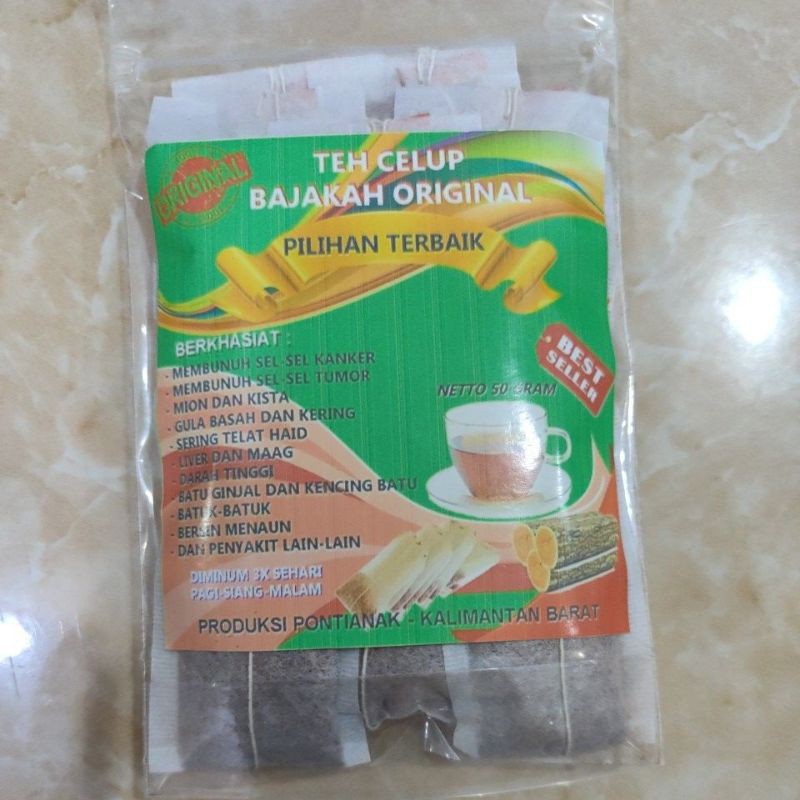 ORIGINAL
TEH CELUP
BAJAKAH ORIGINAL
PILIHAN TERBAIK
BERKHASIAT :
- MEMBUNUH SEL-SEL KANKER
- MEMBUNUH SEL-SEL TUMOR
- MION DAN KISTA
- GULA BASAH DAN KERING
- SERING TELAT HAID
- LIVER DAN MAAG
- DARAH TINGGI
- BATU GINJAL DAN KENCING BATU
- BATUK-BATUK
- BERSIN MENAUN
- DAN PENYAKIT LAIN-LAIN
DIMINUM 3X SEHARI
PAGI-SIANG-MALAM
BEST
SELLER
NETTO 50 GRAM
PRODUKSI PONTIANAK - KALIMANTAN BARAT